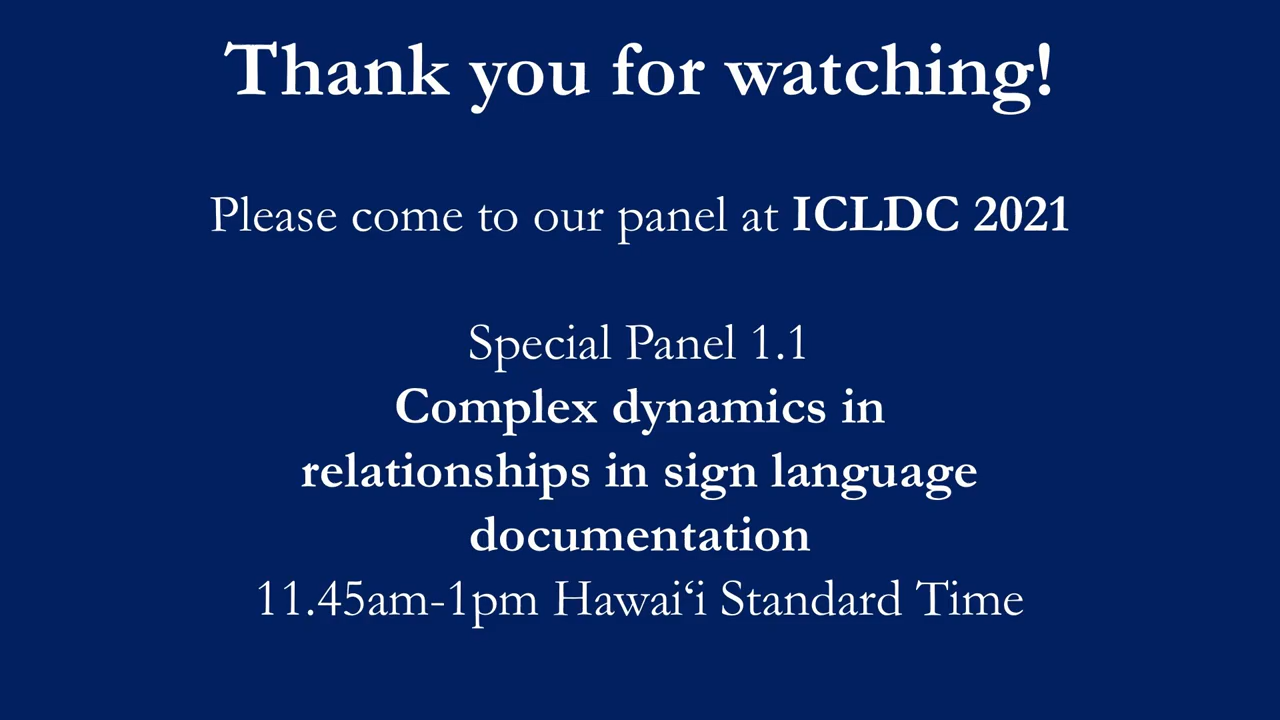 Thank you for watching!
Please come to our panel at ICLDC 2021
Special Panel 1.1
Complex dynamics in
relationships in sign language
documentation
11.45am-1pm Hawai‘i Standard Time